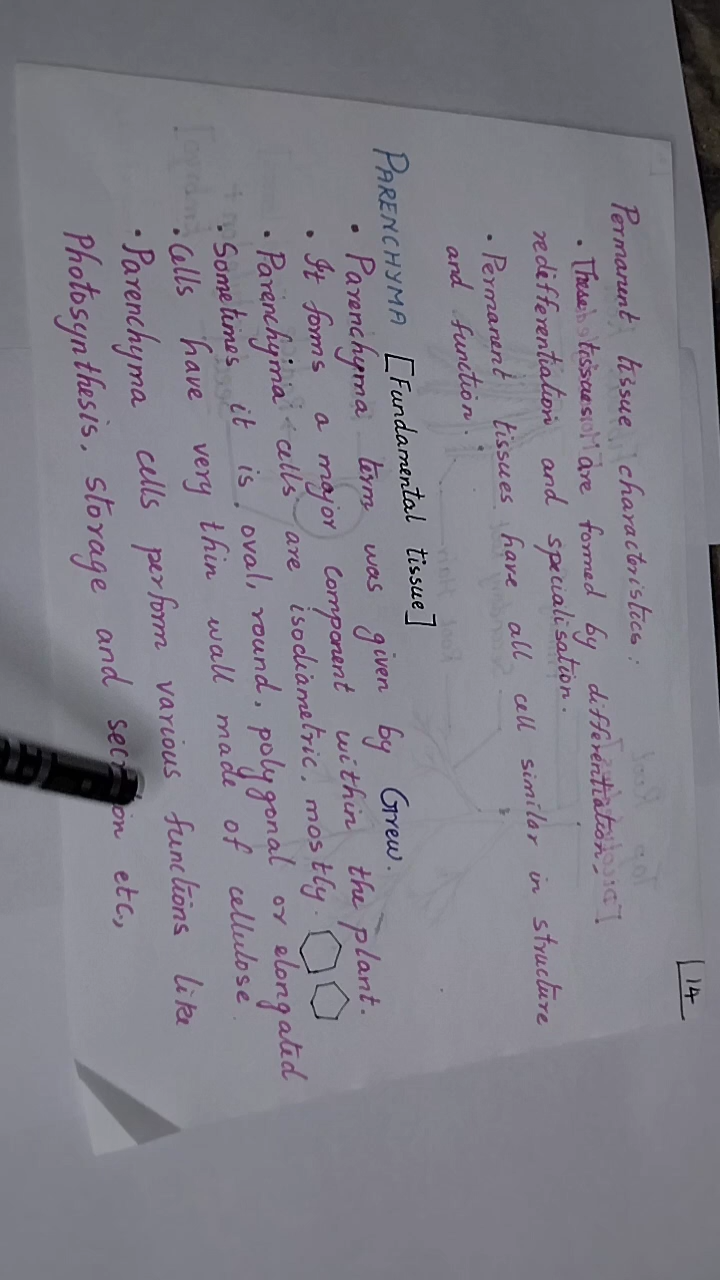 [14
Permanent tissue characteristics:
• These tissues are formed by differentiation,
redifferentiation and specialisation.
• Permanent tissues have all cell similar in structure
and function.
PARENCHYMA [Fundamental tissue]
• Parenchyma term was given by Grew.
• It forms a major component within the plant.
• Parenchyma cells are isodiametric, mostly.
• Sometimes it is oval, round, polygonal or elongated
• Cells have very thin wall made of cellulose.
• Parenchyma cells perform various functions like
Photosynthesis, storage and etc,